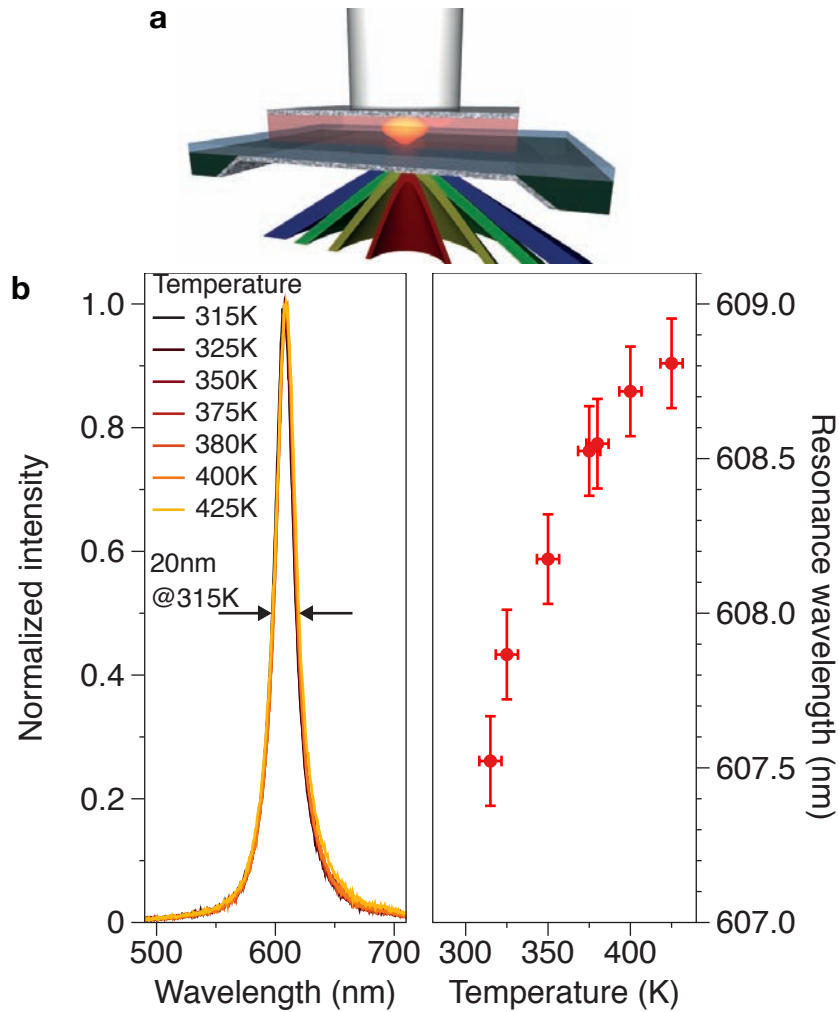 a
b
Temperature
315K
325K
350K
375K
380K
400K
425K
20nm
@315K
Normalized intensity
1.0
0.8
0.6
0.4
0.2
0
500
600
700
Wavelength (nm)
300
350
400
Temperature (K)
609.0
608.5
608.0
607.5
607.0
Resonance wavelength (nm)